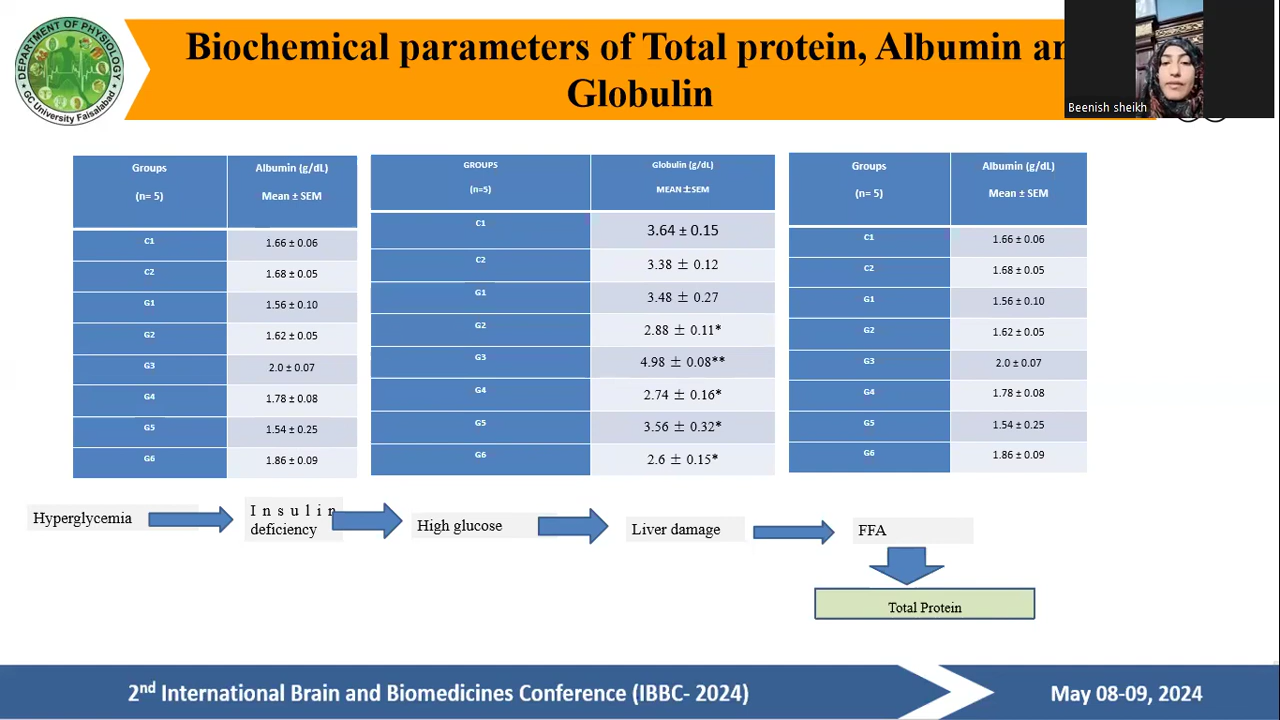 DEPARTMENT OF PHYSIOLOGY
GC University Faisalabad
Biochemical parameters of Total protein, Albumin an
Globulin
Beenish sheikh
Groups
(n= 5)
Albumin (g/dL)
Mean ± SEM
C1 1.66 ± 0.06
C2 1.68 ± 0.05
G1 1.56 ± 0.10
G2 1.62 ± 0.05
G3 2.0 ± 0.07
G4 1.78 ± 0.08
G5 1.54 ± 0.25
G6 1.86 ± 0.09
GROUPS
(n=5)
Globulin (g/dL)
MEAN ±SEM
C1 3.64 ± 0.15
C2 3.38 ± 0.12
G1 3.48 ± 0.27
G2 2.88 ± 0.11*
G3 4.98 ± 0.08**
G4 2.74 ± 0.16*
G5 3.56 ± 0.32*
G6 2.6 ± 0.15*
Groups
(n= 5)
Albumin (g/dL)
Mean ± SEM
C1 1.66 ± 0.06
C2 1.68 ± 0.05
G1 1.56 ± 0.10
G2 1.62 ± 0.05
G3 2.0 ± 0.07
G4 1.78 ± 0.08
G5 1.54 ± 0.25
G6 1.86 ± 0.09
Hyperglycemia
Insulin
deficiency
High glucose
Liver damage
FFA
Total Protein
2nd International Brain and Biomedicines Conference (IBBC- 2024)
May 08-09, 2024